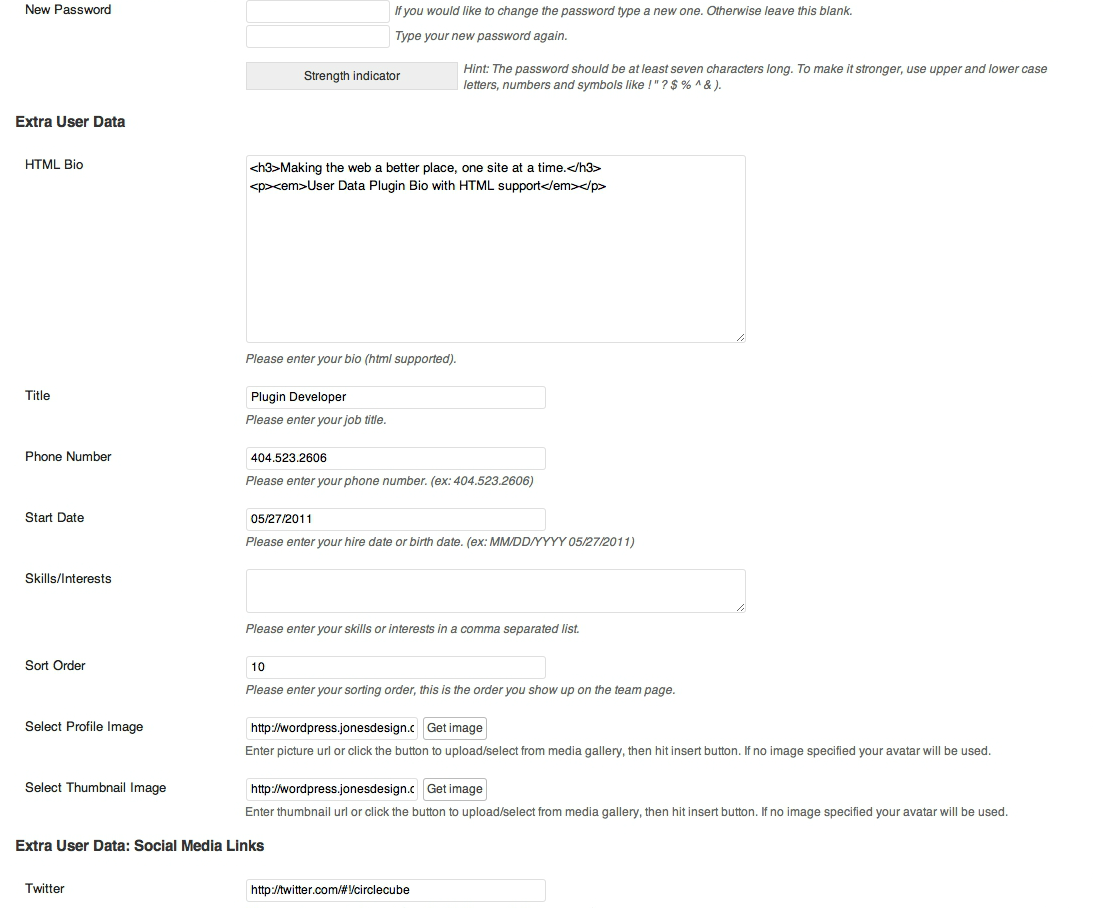 New Password
If you would like to change the password type a new one. Otherwise leave this blank.
Type your new password again.
Strength indicator
Hint: The password should be at least seven characters long. To make it stronger, use upper and lower case
letters, numbers and symbols like ! " ? $ % ^ & ).
Extra User Data
HTML Bio
<h3>Making the web a better place, one site at a time.</h3>
<p><em>User Data Plugin Bio with HTML support</em></p>
Please enter your bio (html supported).
Title
Plugin Developer
Please enter your job title.
Phone Number
404.523.2606
Please enter your phone number. (ex: 404.523.2606)
Start Date
05/27/2011
Please enter your hire date or birth date. (ex: MM/DD/YYYY 05/27/2011)
Skills/Interests
Please enter your skills or interests in a comma separated list.
Sort Order
10
Please enter your sorting order, this is the order you show up on the team page.
Select Profile Image
http://wordpress.jonesdesign.c
Get image
Enter picture url or click the button to upload/select from media gallery, then hit insert button. If no image specified your avatar will be used.
Select Thumbnail Image
http://wordpress.jonesdesign.c
Get image
Enter thumbnail url or click the button to upload/select from media gallery, then hit insert button. If no image specified your avatar will be used.
Extra User Data: Social Media Links
Twitter
http://twitter.com/#!/circlecube